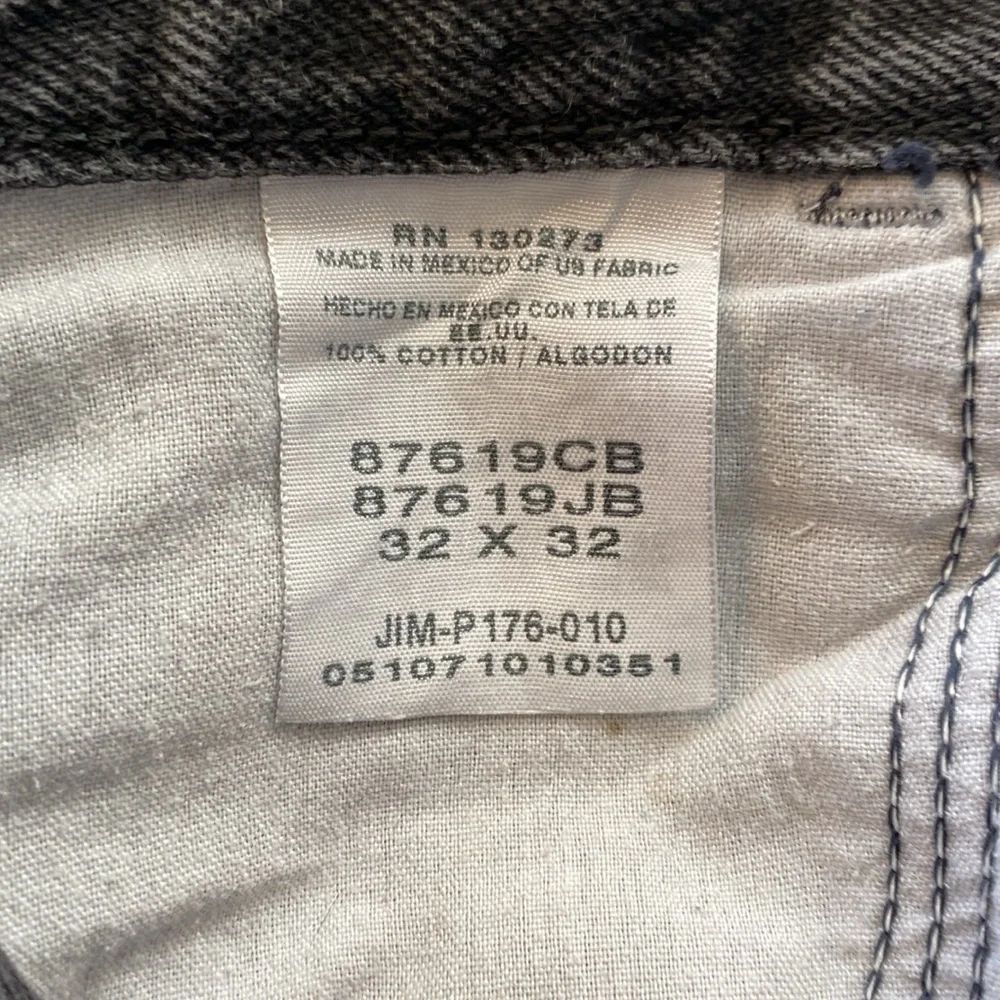 RN 130273
MADE IN MEXICO OF US FABRIC
HECHO EN MEXICO CON TELA DE
EE.UU.
100% COTTON / ALGODON
87619CB
87619JB
32 X 32
JIM-P176-010
051071010351